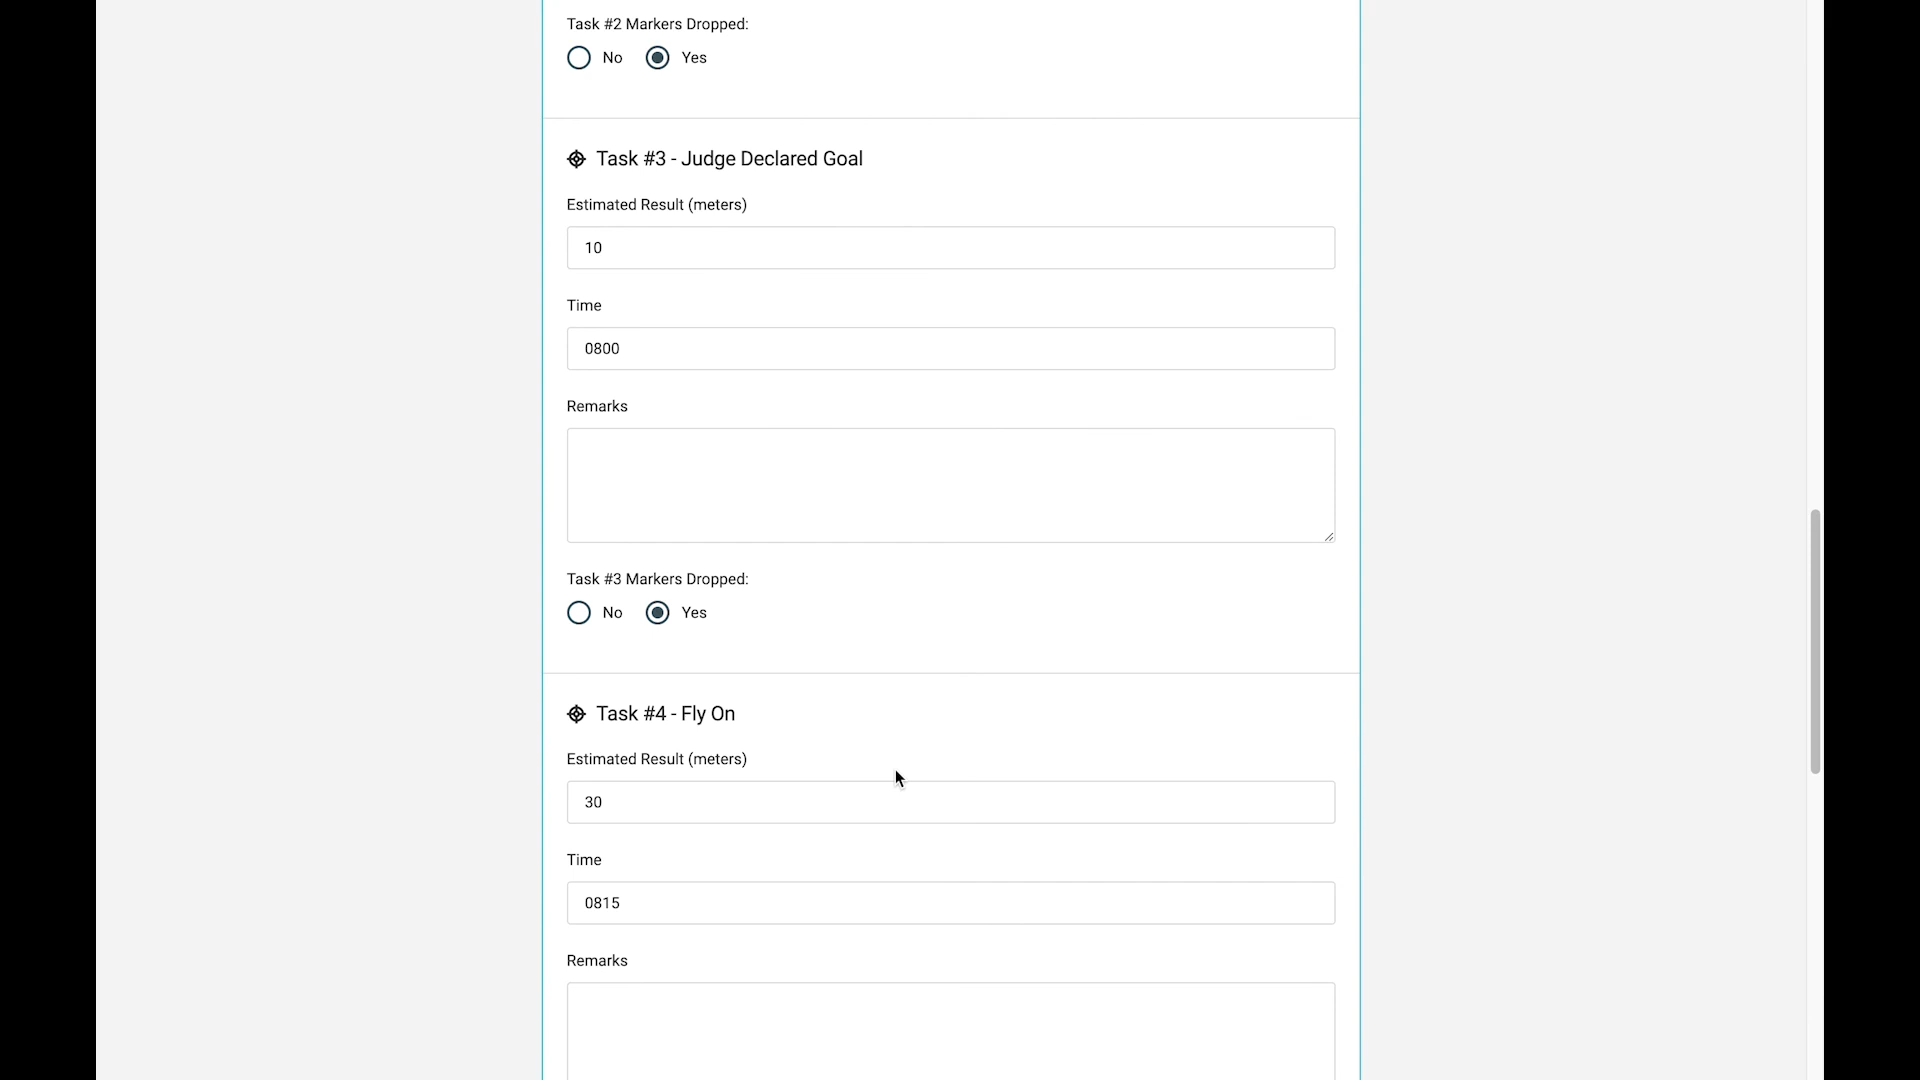 Task #2 Markers Dropped:
No Yes
Task #3 - Judge Declared Goal
Estimated Result (meters)
10
Time
0800
Remarks
Task #3 Markers Dropped:
No Yes
Task #4 - Fly On
Estimated Result (meters)
30
Time
0815
Remarks